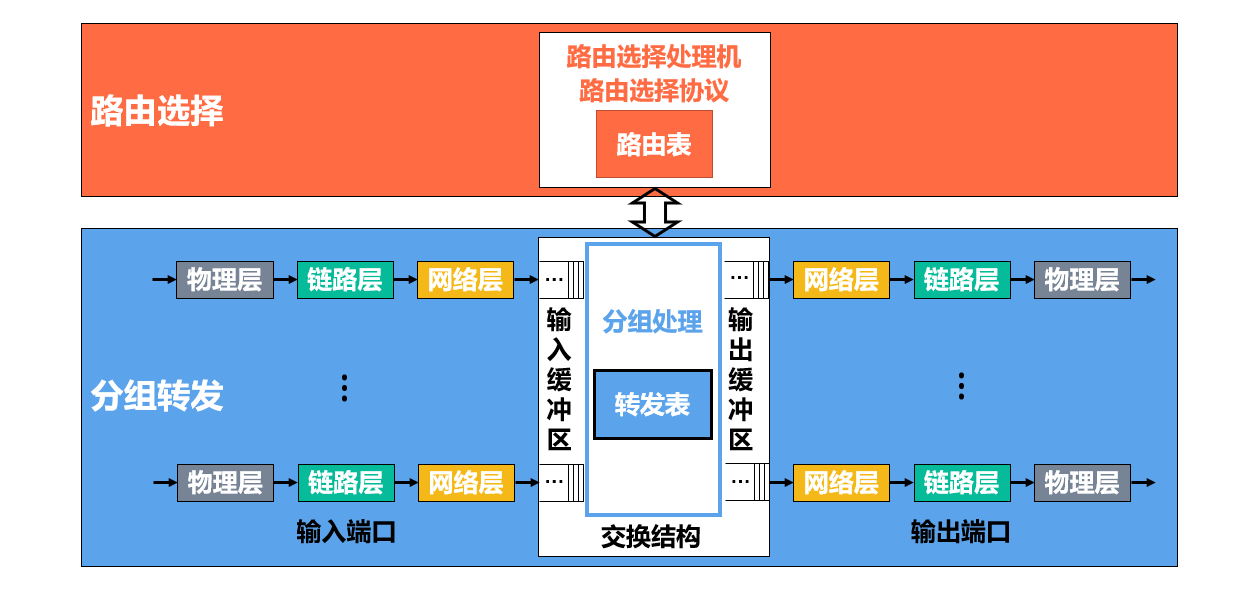 路由选择处理机
路由选择协议
路由选择
路由表
物理层
链路层
网络层
...
...
网络层
链路层
物理层
输入缓冲区
分组处理
输出缓冲区
分组转发
转发表
物理层
链路层
网络层
...
...
网络层
链路层
物理层
输入端口
交换结构
输出端口